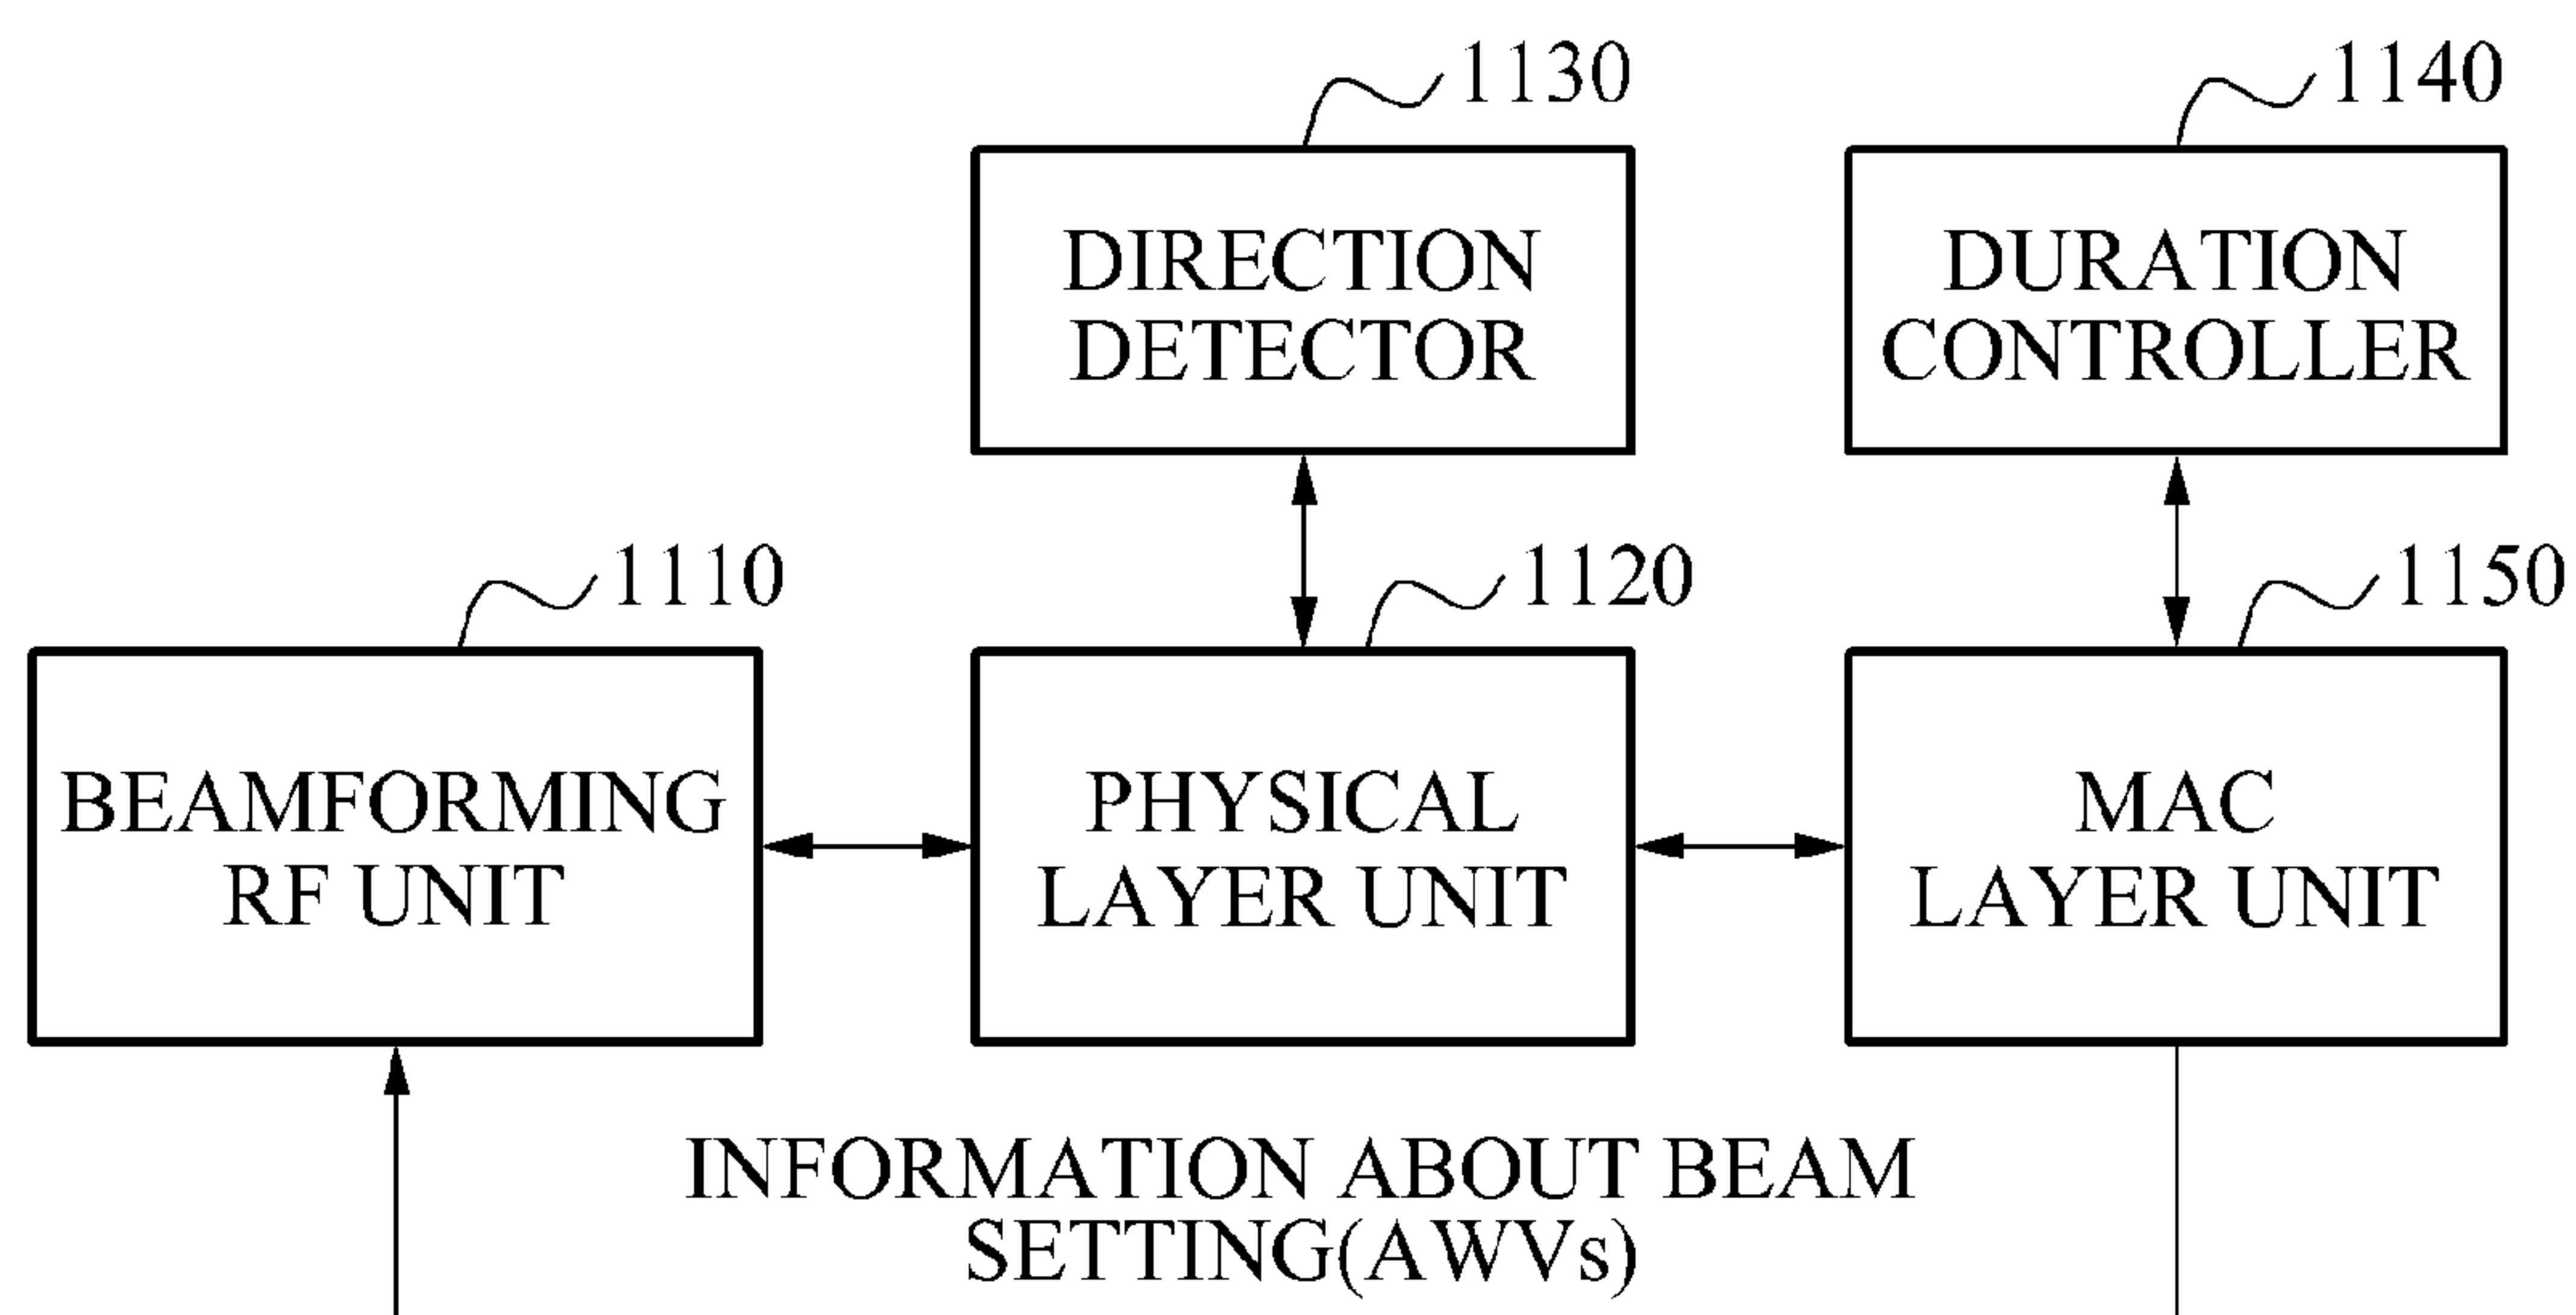 1130
1140
DIRECTION
DETECTOR
DURATION
CONTROLLER
1110
1120
1150
BEAMFORMING
RF UNIT
PHYSICAL
LAYER UNIT
MAC
LAYER UNIT
INFORMATION ABOUT BEAM
SETTING(AWVs)